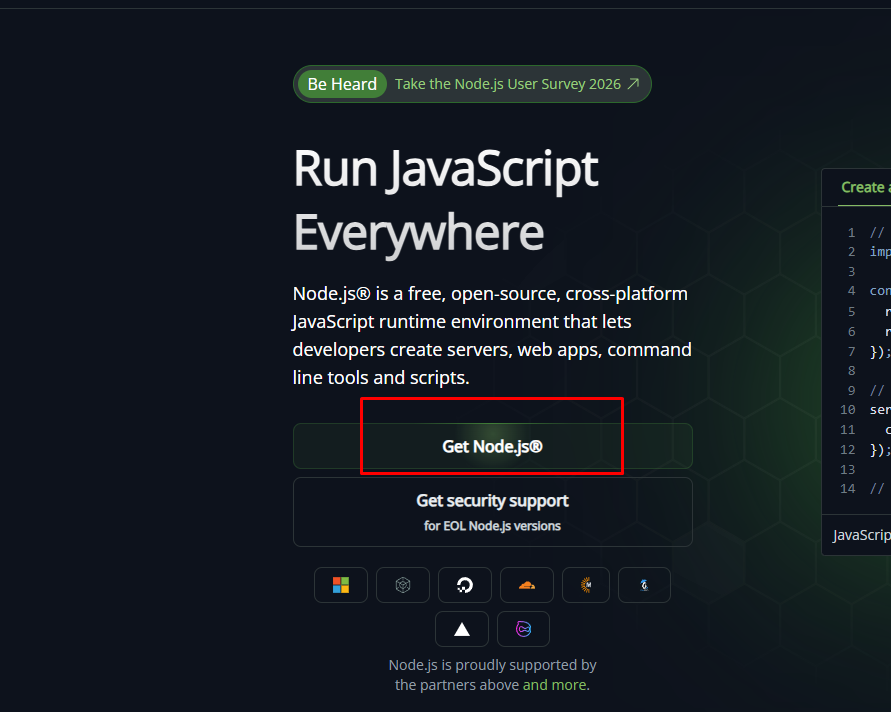 Be Heard Take the Node.js User Survey 2026 ↗
Run JavaScript
Everywhere
Node.js® is a free, open-source, cross-platform
JavaScript runtime environment that lets
developers create servers, web apps, command
line tools and scripts.
Get Node.js®
Get security support
for EOL Node.js versions
Node.js is proudly supported by
the partners above and more.
Create a
1 //
2 imp
3
4 con
5
6
7 });
8
9 //
10 ser
11 c
12 });
13
14 //
JavaScrip